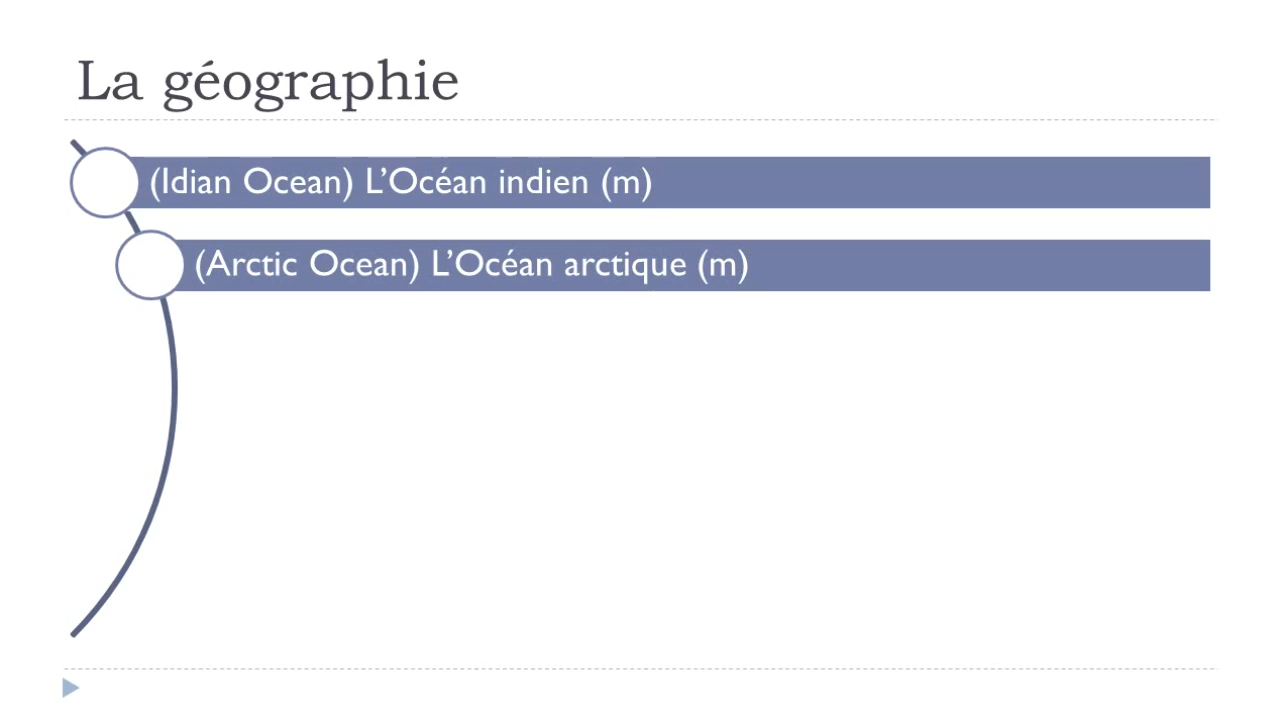 La géographie
(Idian Ocean) L’Océan indien (m)
(Arctic Ocean) L’Océan arctique (m)